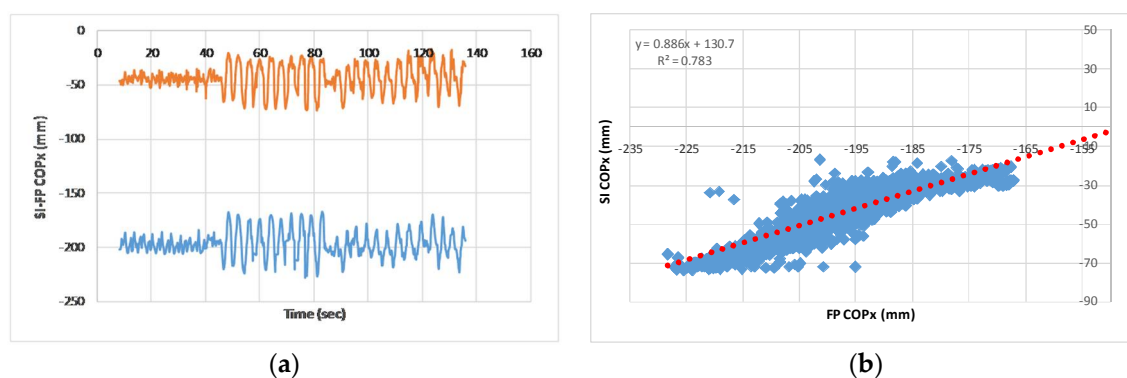 0
0 20 40 60 80 100 120 140 160
-50
-100
-150
-200
-250
SI-FP COPx (mm)
Time (sec)
(a)
y = 0.886x + 130.7
R² = 0.783
50
30
10
-10
-30
-50
-70
-90
-235 -225 -215 -205 -195 -185 -175 -165 -155
SI COPx (mm)
FP COPx (mm)
(b)